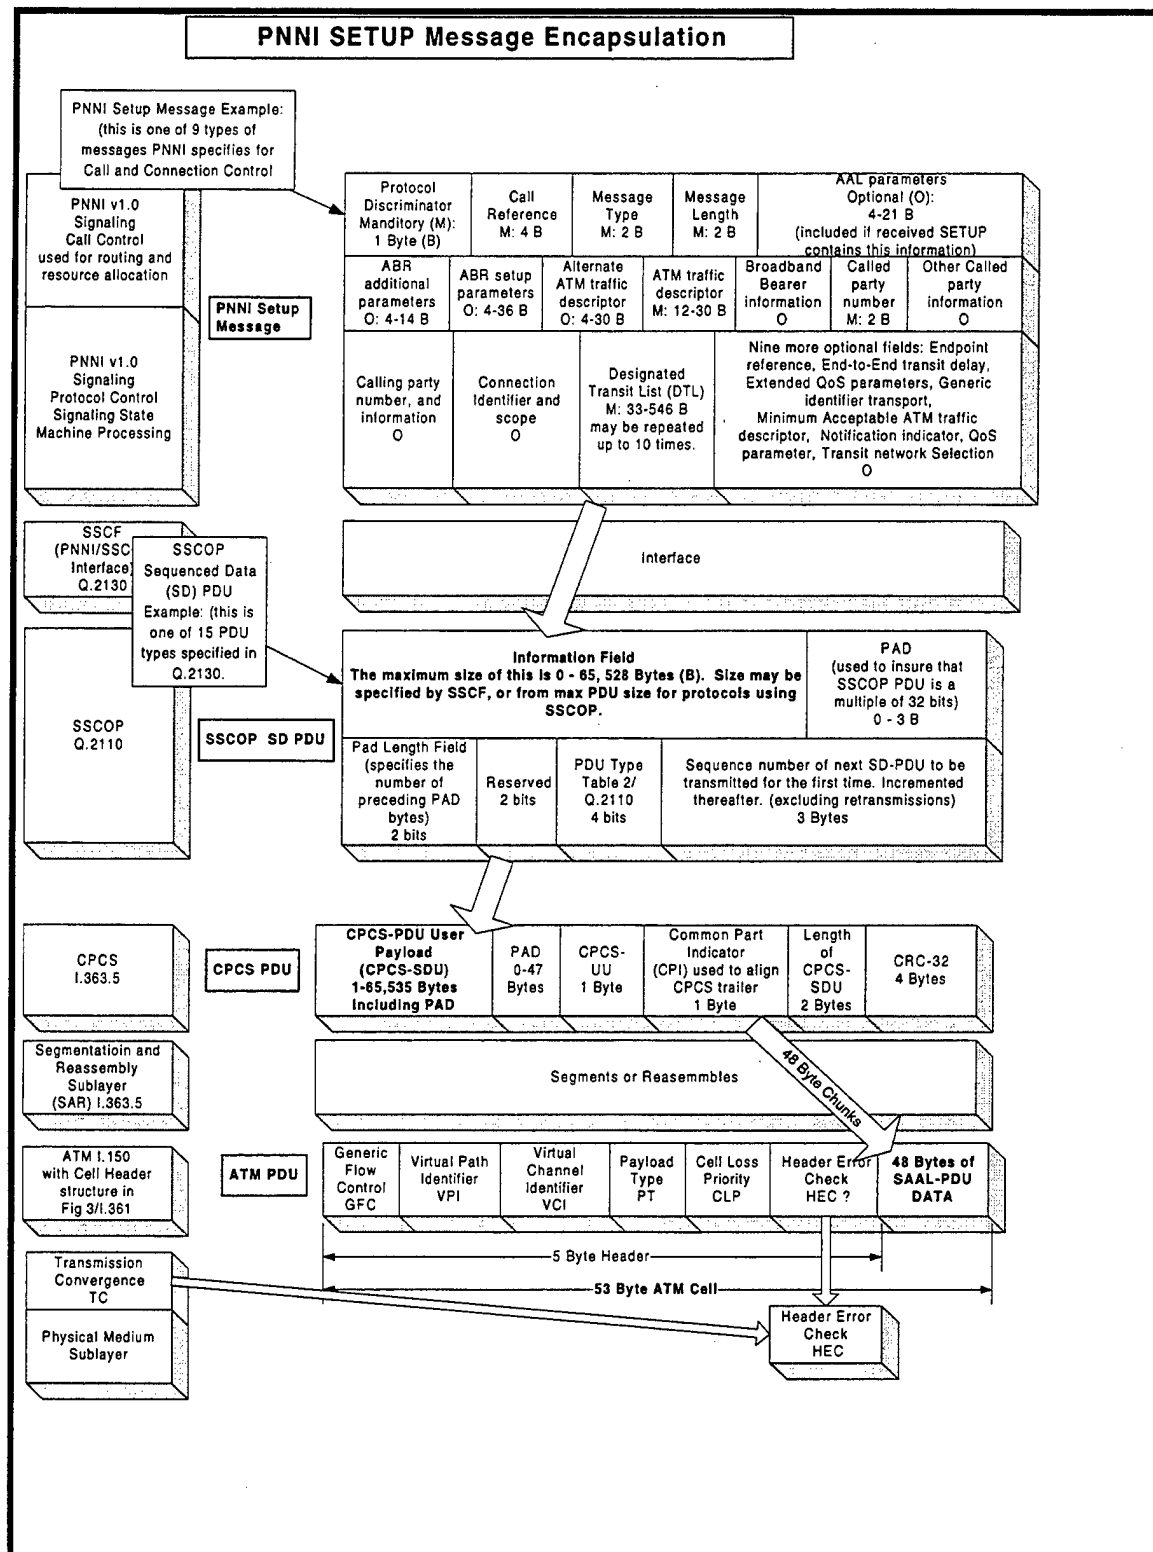 PNNI SETUP Message Encapsulation
PNNI Setup Message Example:
(this is one of 9 types of
messages PNNI specifies for
Call and Connection Control
PNNI v1.0
Signaling
Call Control
used for routing and
resource allocation
PNNI v1.0
Signaling
Protocol Control
Signaling State
Machine Processing
PNNI Setup
Message
Protocol
Discriminator
Manditory (M):
1 Byte (B)
Call
Reference
M: 4 B
Message
Type
M: 2 B
Message
Length
M: 2 B
AAL parameters
Optional (O):
4-21 B
(included if received SETUP
contains this information)
ABR
additional
parameters
O: 4-14 B
ABR setup
parameters
O: 4-36 B
Alternate
ATM traffic
descriptor
O: 4-30 B
ATM traffic
descriptor
M: 12-30 B
Broadband
Bearer
information
O
Called
party
number
M: 2 B
Other Called
party
information
O
Calling party
number, and
information
O
Connection
Identifier and
scope
O
Designated
Transit List (DTL)
M: 33-546 B
may be repeated
up to 10 times.
Nine more optional fields: Endpoint
reference, End-to-End transit delay,
Extended QoS parameters, Generic
identifier transport,
Minimum Acceptable ATM traffic
descriptor, Notification indicator, QoS
parameter, Transit network Selection
O
SSCF
(PNNI/SSC
Interface)
Q.2130
Interface
SSCOP
Sequenced Data
(SD) PDU
Example: (this is
one of 15 PDU
types specified in
Q.2130.
SSCOP
Q.2110
SSCOP SD PDU
Information Field
The maximum size of this is 0 - 65, 528 Bytes (B). Size may be
specified by SSCF, or from max PDU size for protocols using
SSCOP.
PAD
(used to insure that
SSCOP PDU is a
multiple of 32 bits)
0 - 3 B
Pad Length Field
(specifies the
number of
preceding PAD
bytes)
2 bits
Reserved
2 bits
PDU Type
Table 2/
Q.2110
4 bits
Sequence number of next SD-PDU to be
transmitted for the first time. Incremented
thereafter. (excluding retransmissions)
3 Bytes
CPCS
I.363.5
CPCS PDU
CPCS-PDU User
Payload
(CPCS-SDU)
1-65,535 Bytes
Including PAD
PAD
0-47
Bytes
CPCS-
UU
1 Byte
Common Part
Indicator
(CPI) used to align
CPCS trailer
1 Byte
Length
of
CPCS-
SDU
2 Bytes
CRC-32
4 Bytes
Segmentatioin and
Reassembly
Sublayer
(SAR) I.363.5
Segments or Reasemmbles
48 Byte Chunks
ATM I.150
with Cell Header
structure in
Fig 3/I.361
ATM PDU
Generic
Flow
Control
GFC
Virtual Path
Identifier
VPI
Virtual
Channel
Identifier
VCI
Payload
Type
PT
Cell Loss
Priority
CLP
Header Error
Check
HEC ?
48 Bytes of
SAAL-PDU
DATA
5 Byte Header
53 Byte ATM Cell
Transmission
Convergence
TC
Physical Medium
Sublayer
Header Error
Check
HEC